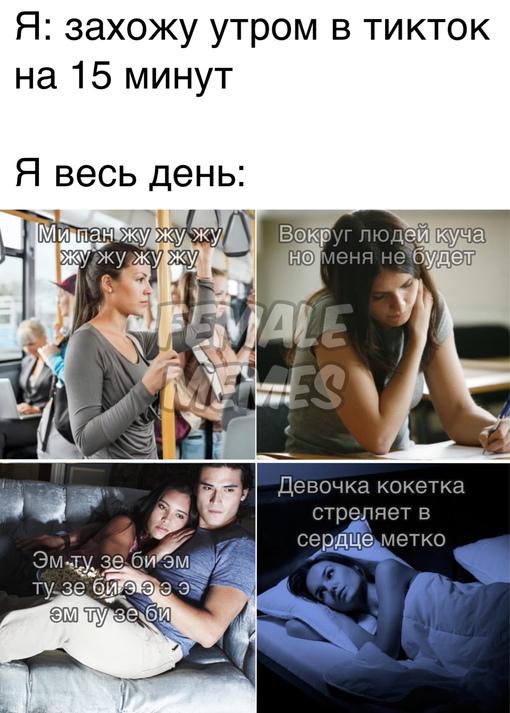 Я: захожу утром в тикток
на 15 минут
Я весь день:
Ми пан жу жу жу
жу жу жу жу
Вокруг людей куча
но меня не будет
FEMALE
MEMES
Эм ту зе би эм
ту зе би э э э э
эм ту зе би
Девочка кокетка
стреляет в
сердце метко